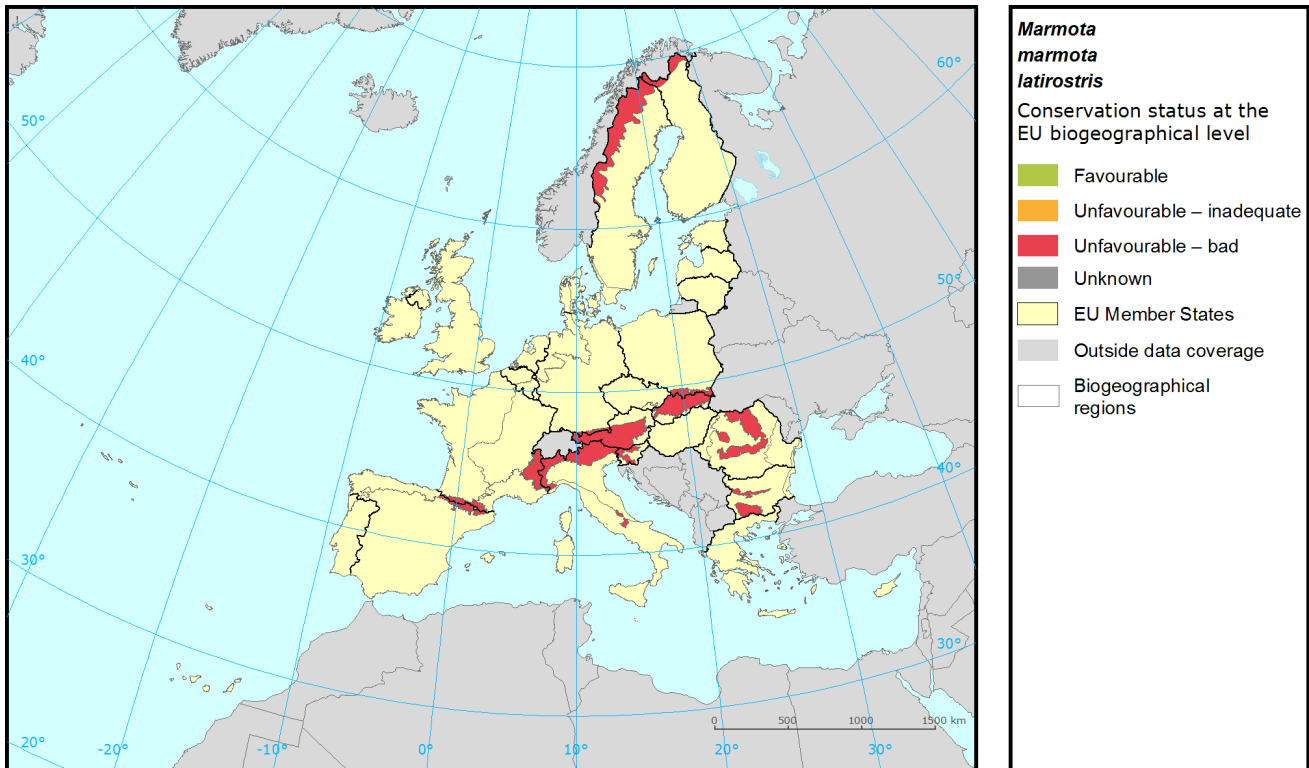 Marmota
marmota
latirostris
Conservation status at the
EU biogeographical level
Favourable
Unfavourable – inadequate
Unfavourable – bad
Unknown
EU Member States
Outside data coverage
Biogeographical
regions
60°
50°
50°
40°
40°
30°
30°
0 500 1000 1500 km
20° -20° -10° 0° 10° 20° 30°